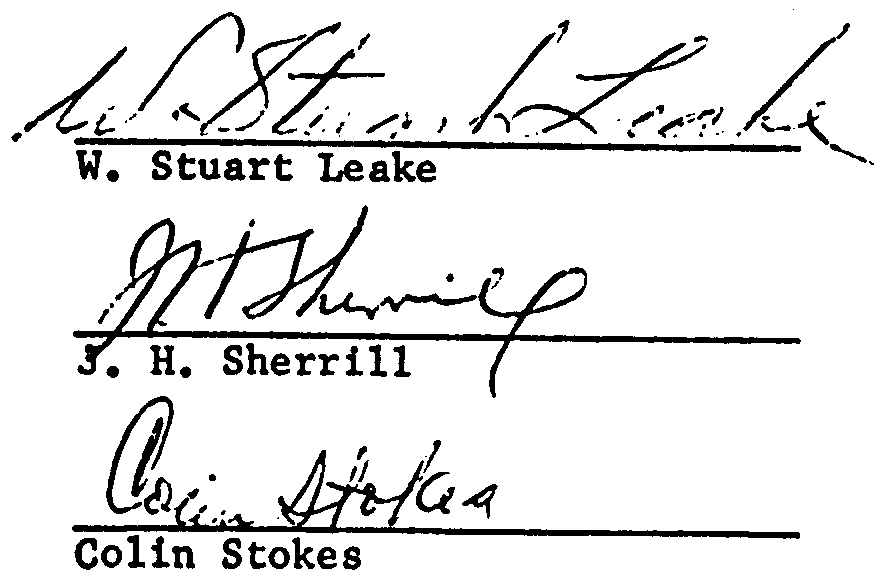 W. Stuart Leake
W. Stuart Leake
J H Sherrill
J. H. Sherrill
Colin Stokes
Colin Stokes